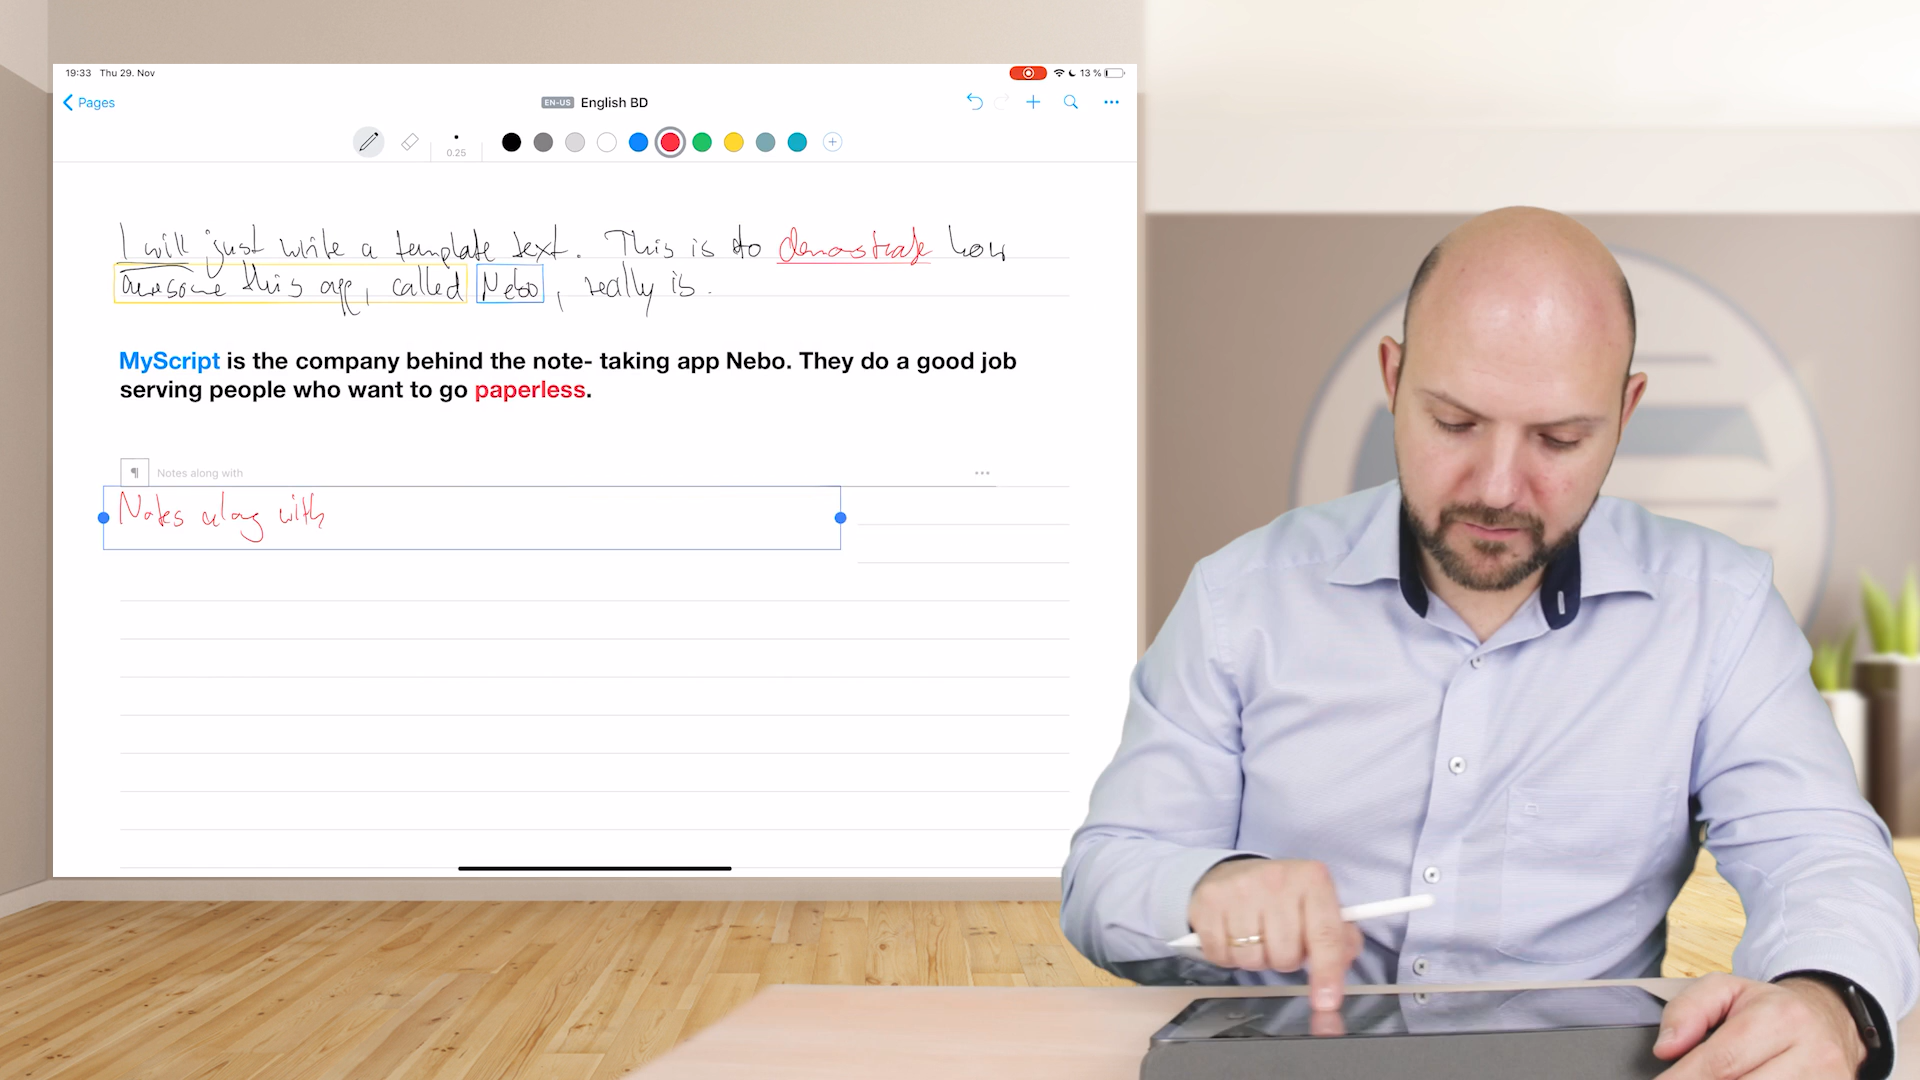 19:33 Thu 29. Nov 13 %
Pages EN-US English BD
0.25
I will just write a template text. This is to demostrate how
awesome this app, called Nebo, really is.
MyScript is the company behind the note- taking app Nebo. They do a good job
serving people who want to go paperless.
¶ Notes along with
Notes along with